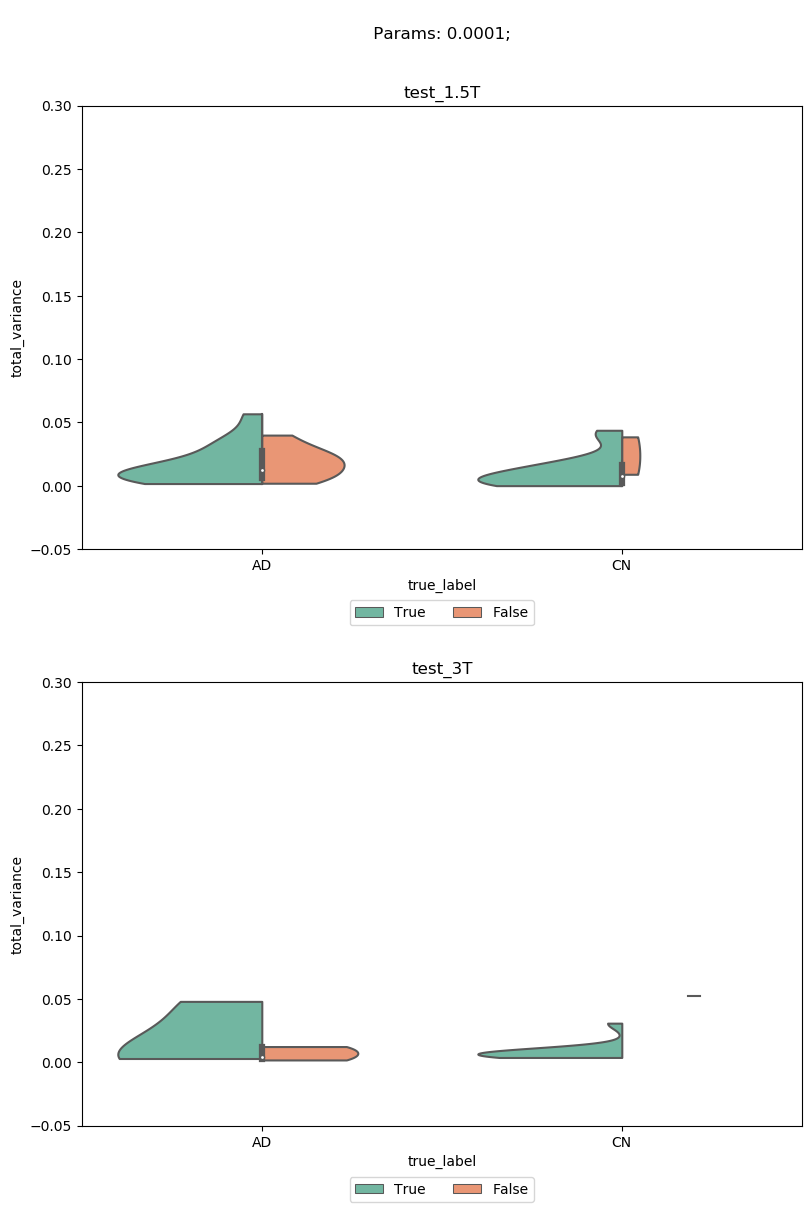 Params: 0.0001;
test_1.5T
total_variance
0.30
0.25
0.20
0.15
0.10
0.05
0.00
−0.05
AD CN
true_label
True False
test_3T
total_variance
0.30
0.25
0.20
0.15
0.10
0.05
0.00
−0.05
AD CN
true_label
True False